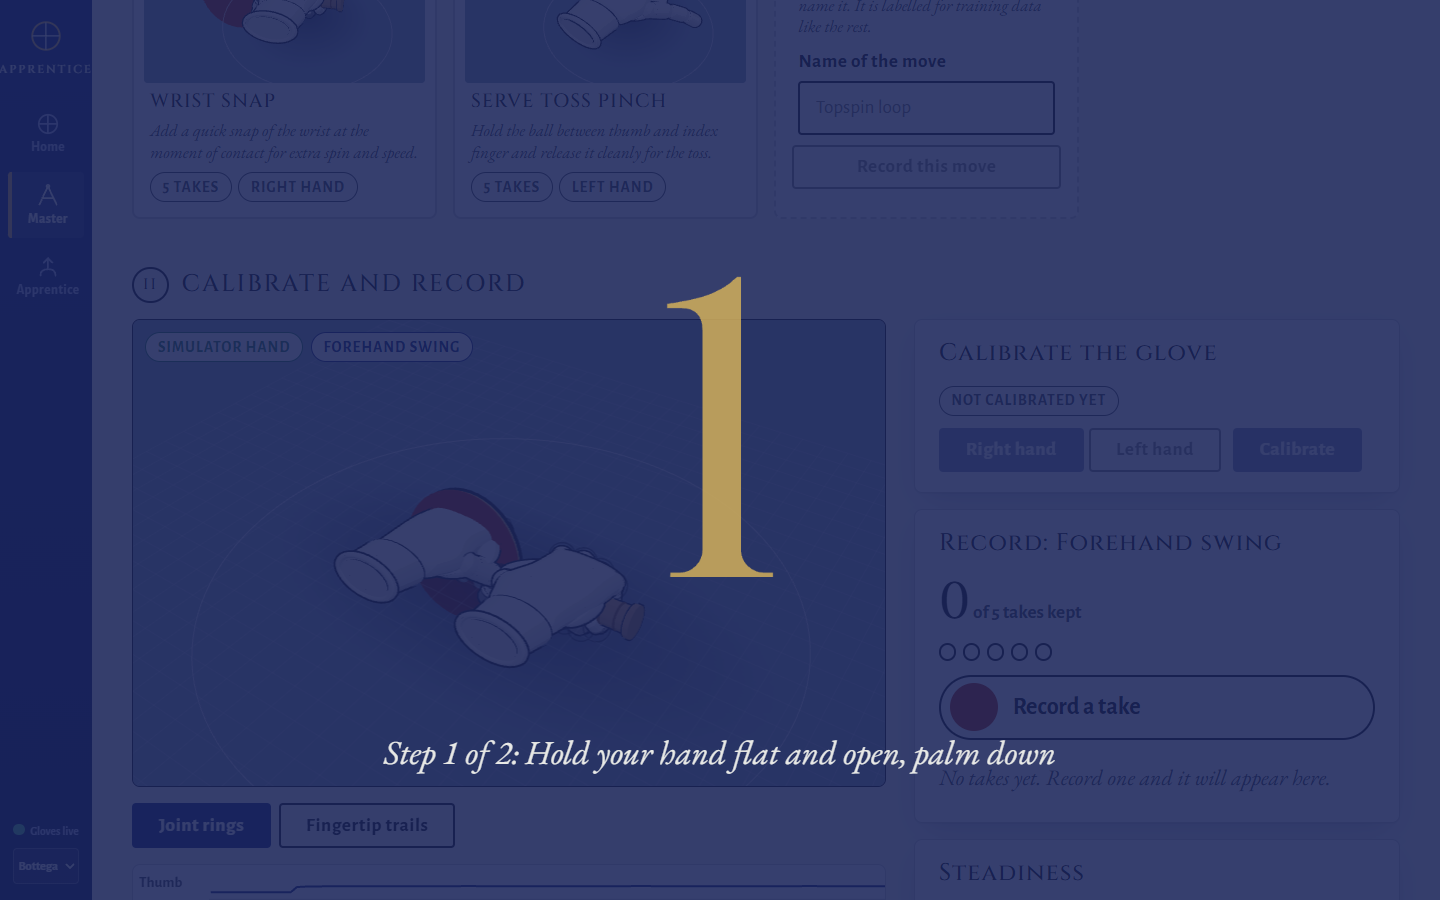 APPRENTICE
Home
Master
Apprentice
Gloves live
Bottega
WRIST SNAP
Add a quick snap of the wrist at the
moment of contact for extra spin and speed.
5 TAKES
RIGHT HAND
SERVE TOSS PINCH
Hold the ball between thumb and index
finger and release it cleanly for the toss.
5 TAKES
LEFT HAND
name it. It is labelled for training data
like the rest.
Name of the move
Topspin loop
Record this move
II
CALIBRATE AND RECORD
SIMULATOR HAND
FOREHAND SWING
1
Step 1 of 2: Hold your hand flat and open, palm down
Joint rings
Fingertip trails
Thumb
CALIBRATE THE GLOVE
NOT CALIBRATED YET
Right hand
Left hand
Calibrate
RECORD: FOREHAND SWING
0 of 5 takes kept
Record a take
No takes yet. Record one and it will appear here.
STEADINESS